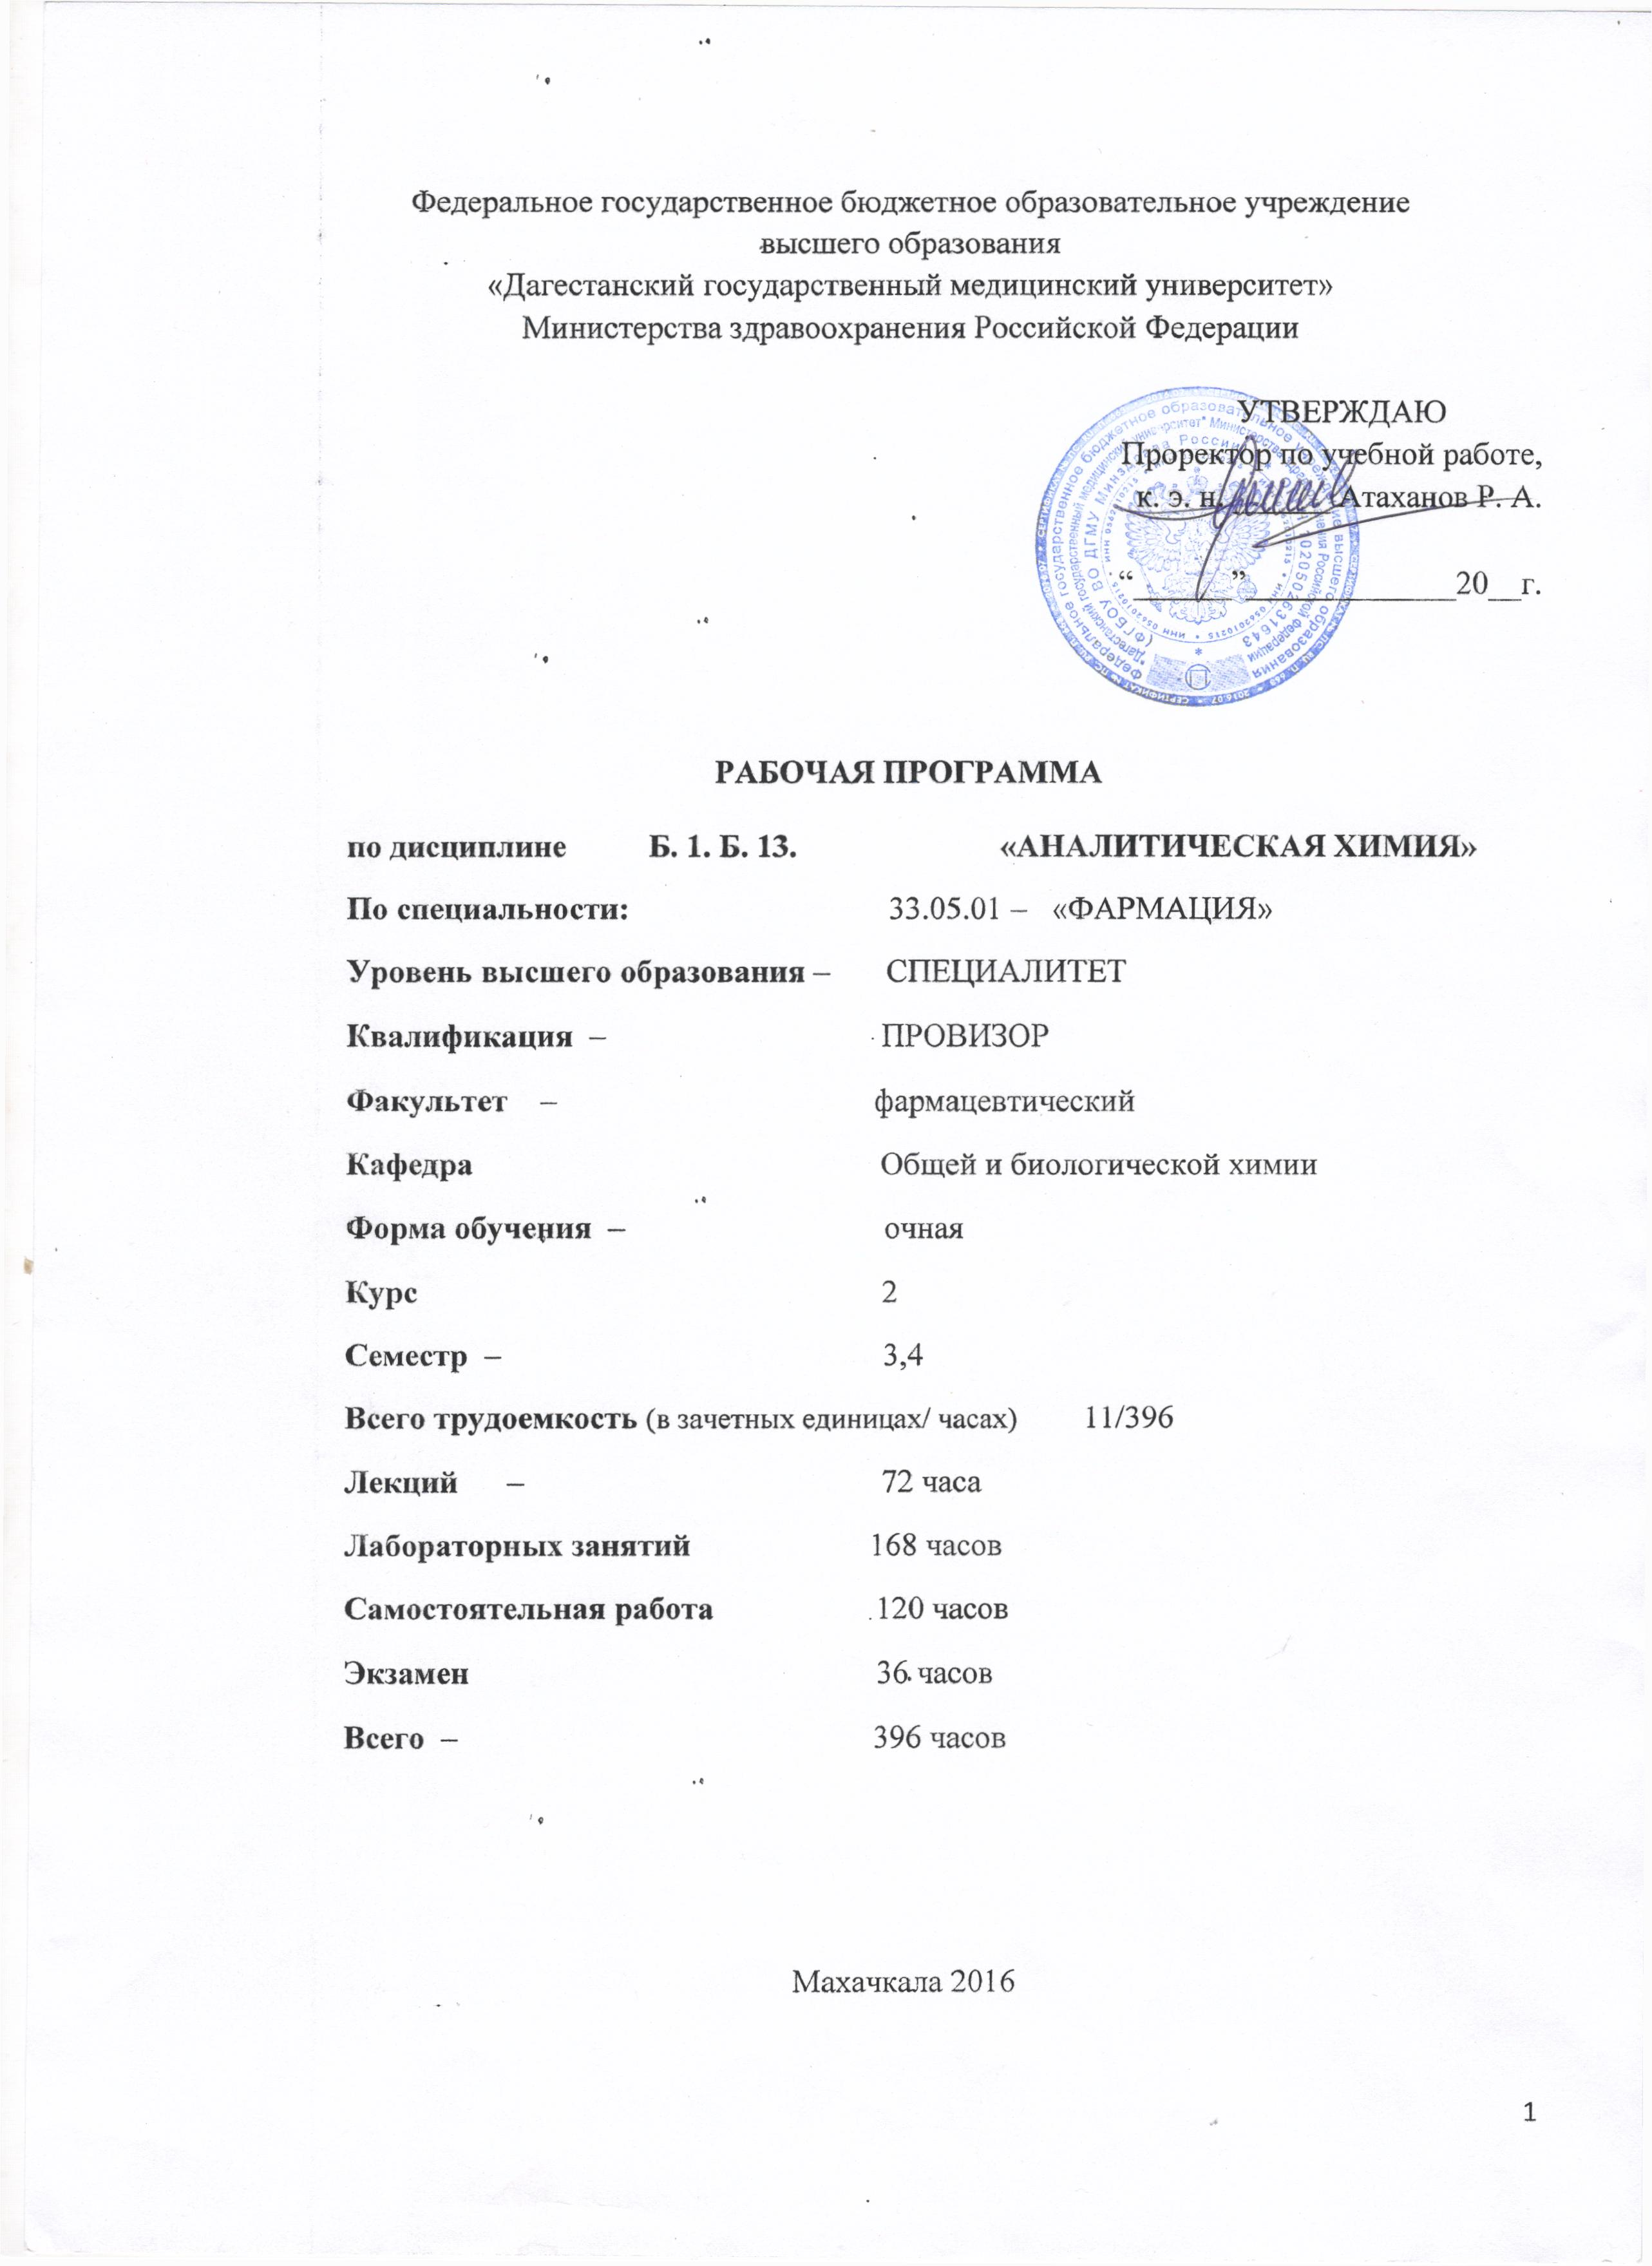 Федеральное государственное бюджетное образовательное учреждение
высшего образования
«Дагестанский государственный медицинский университет»
Министерства здравоохранения Российской Федерации
УТВЕРЖДАЮ
Проректор по учебной работе,
к. э. н. Атаханов Р. А.
“______”_____________20__г.
РАБОЧАЯ ПРОГРАММА
по дисциплине Б. 1. Б. 13. «АНАЛИТИЧЕСКАЯ ХИМИЯ»
По специальности: 33.05.01 – «ФАРМАЦИЯ»
Уровень высшего образования – СПЕЦИАЛИТЕТ
Квалификация – ПРОВИЗОР
Факультет – фармацевтический
Кафедра Общей и биологической химии
Форма обучения – очная
Курс 2
Семестр – 3,4
Всего трудоемкость (в зачетных единицах/ часах) 11/396
Лекций – 72 часа
Лабораторных занятий 168 часов
Самостоятельная работа 120 часов
Экзамен 36 часов
Всего – 396 часов
Махачкала 2016
1